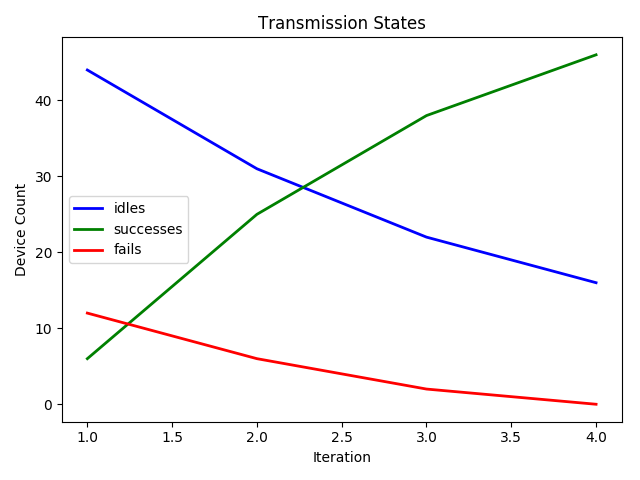 Transmission States
Device Count
40
30
20
10
0
idles
successes
fails
1.0 1.5 2.0 2.5 3.0 3.5 4.0
Iteration